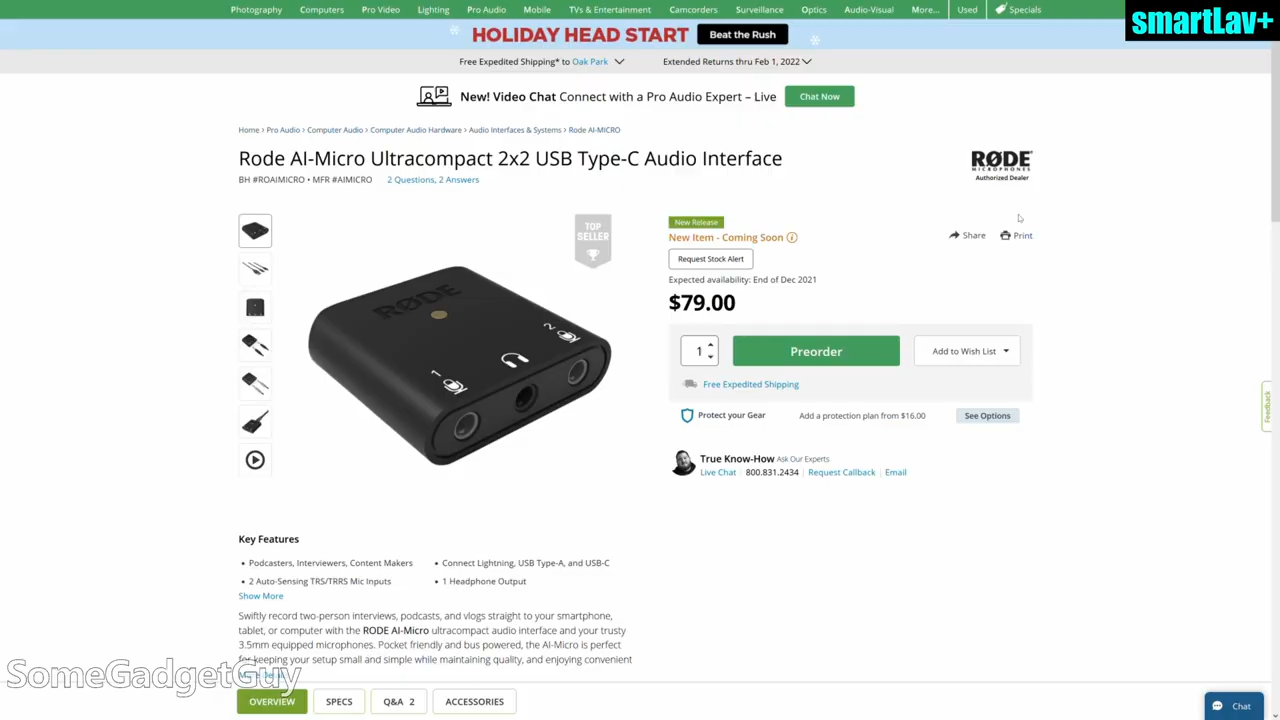 Photography Computers Pro Video Lighting Pro Audio Mobile TVs & Entertainment Camcorders Surveillance Optics Audio-Visual More... Used Specials
smartLav+
HOLIDAY HEAD START Beat the Rush
Free Expedited Shipping* to Oak Park Extended Returns thru Feb 1, 2022
New! Video Chat Connect with a Pro Audio Expert – Live Chat Now
Home > Pro Audio > Computer Audio > Computer Audio Hardware > Audio Interfaces & Systems > Rode AI-MICRO
Rode AI-Micro Ultracompact 2x2 USB Type-C Audio Interface
BH #ROAIMICRO • MFR #AIMICRO 2 Questions, 2 Answers
RØDE
MICROPHONES
Authorized Dealer
TOP
SELLER
RØDE
1
2
New Release
New Item - Coming Soon
Share Print
Request Stock Alert
Expected availability: End of Dec 2021
$79.00
1 Preorder Add to Wish List
Free Expedited Shipping
Protect your Gear Add a protection plan from $16.00 See Options
True Know-How Ask Our Experts
Live Chat 800.831.2434 Request Callback Email
Feedback
Key Features
• Podcasters, Interviewers, Content Makers • Connect Lightning, USB Type-A, and USB-C
• 2 Auto-Sensing TRS/TRRS Mic Inputs • 1 Headphone Output
Show More
Swiftly record two-person interviews, podcasts, and vlogs straight to your smartphone,
tablet, or computer with the RODE AI-Micro ultracompact audio interface and your trusty
3.5mm equipped microphones. Pocket friendly and bus powered, the AI-Micro is perfect
for keeping your setup small and simple while maintaining quality, and enjoying convenient
SomeGadgetGuy
OVERVIEW SPECS Q&A 2 ACCESSORIES
Chat